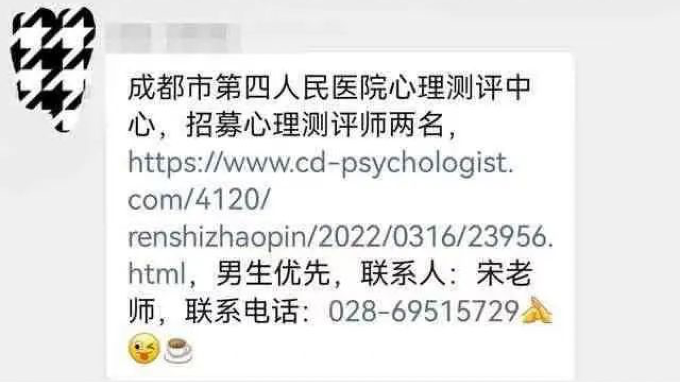 成都市第四人民医院心理测评中
心，招募心理测评师两名，
https://www.cd-psychologist.
com/4120/
renshizhaopin/2022/0316/23956.
html，男生优先，联系人：宋老
师，联系电话：028-69515729🙏
😜☕